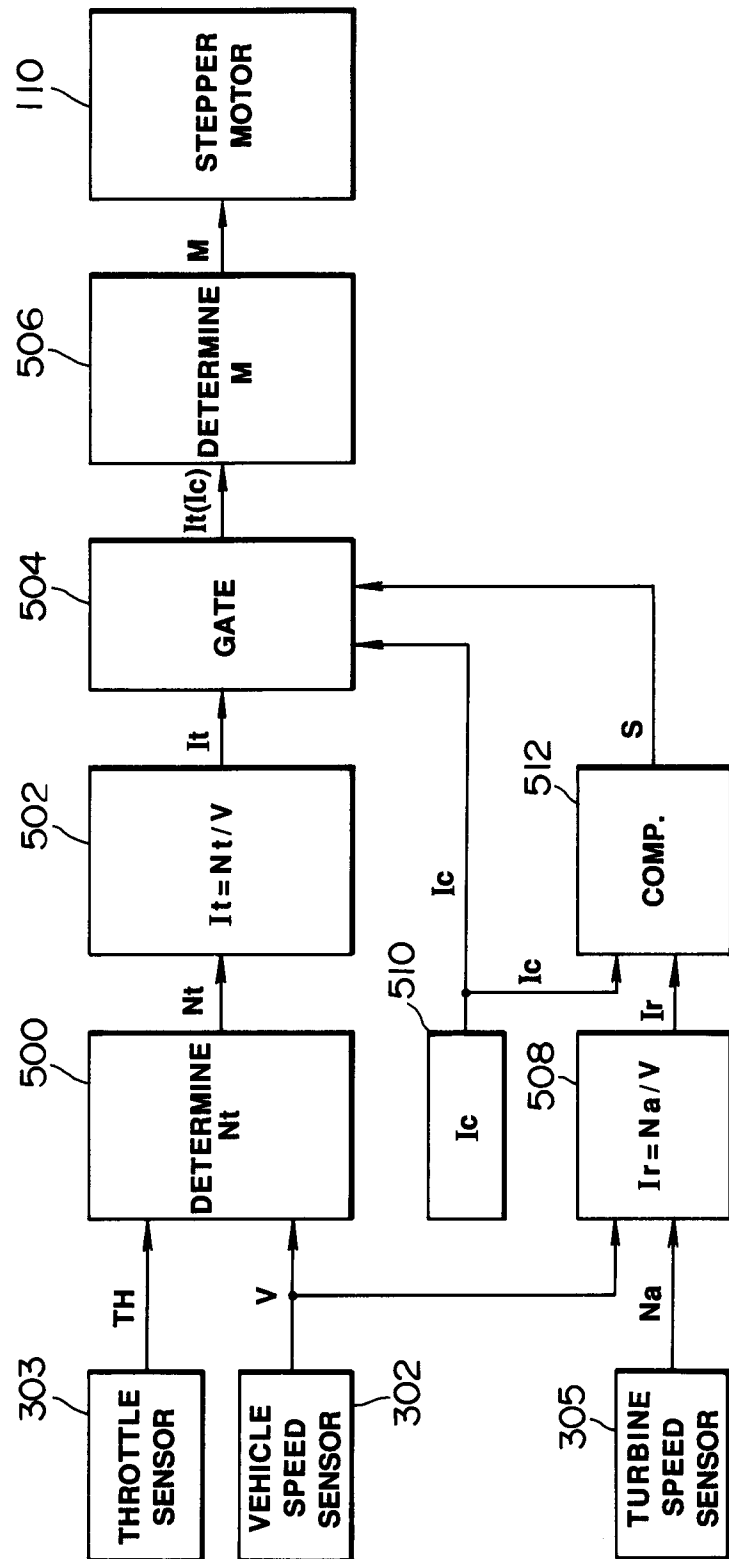 303
THROTTLE
SENSOR
TH
302
VEHICLE
SPEED
SENSOR
V
305
TURBINE
SPEED
SENSOR
Na
500
DETERMINE
Nt
Nt
502
It=Nt/V
It
504
GATE
It(Ic)
506
DETERMINE
M
M
110
STEPPER
MOTOR
510
Ic
Ic
Ic
508
Ir=Na/V
Ir
512
COMP.
S